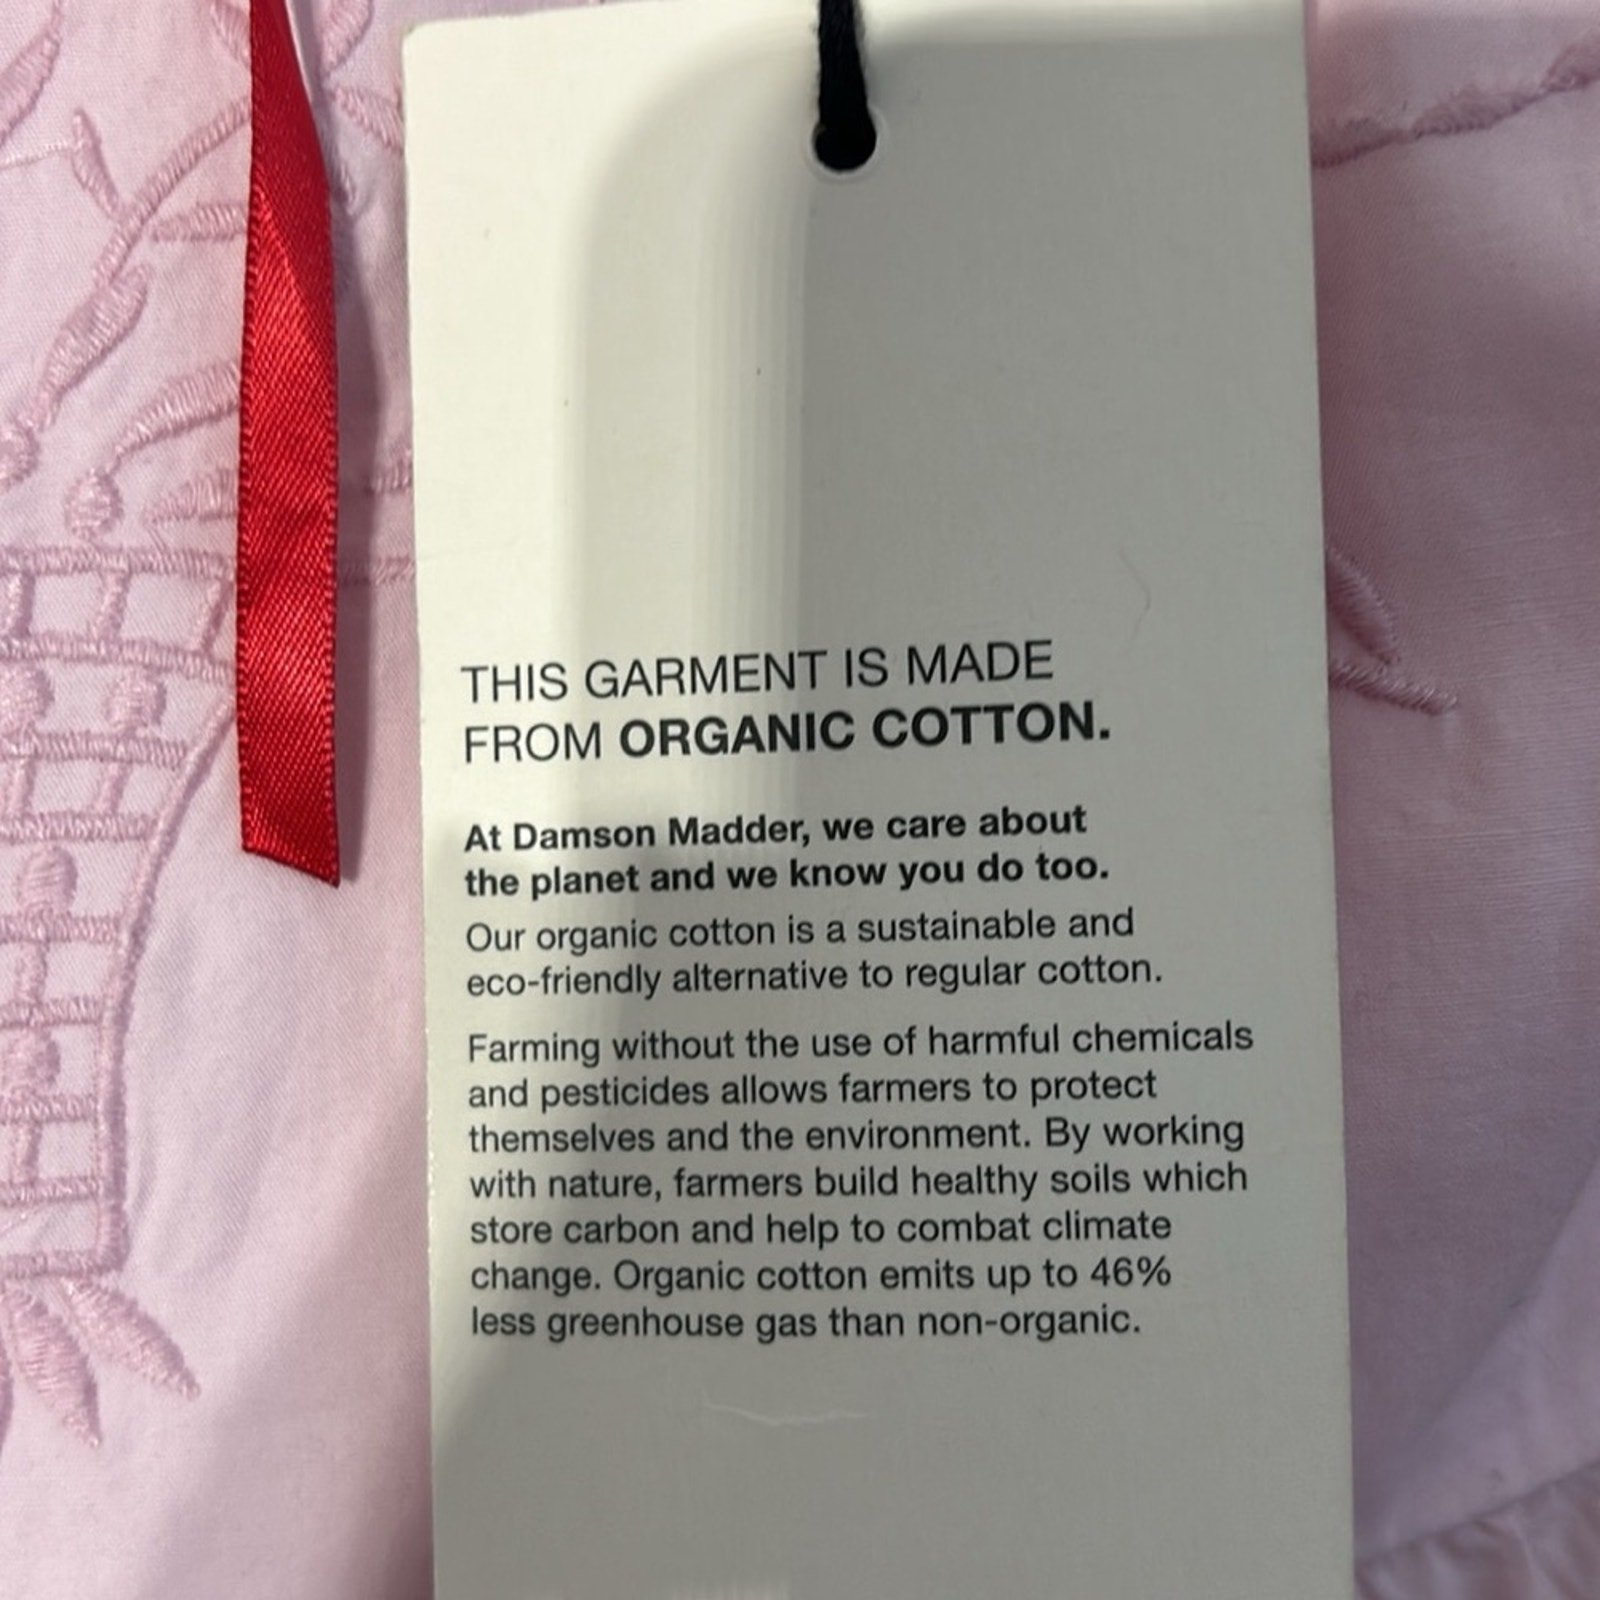 THIS GARMENT IS MADE
FROM ORGANIC COTTON.
At Damson Madder, we care about
the planet and we know you do too.
Our organic cotton is a sustainable and
eco-friendly alternative to regular cotton.
Farming without the use of harmful chemicals
and pesticides allows farmers to protect
themselves and the environment. By working
with nature, farmers build healthy soils which
store carbon and help to combat climate
change. Organic cotton emits up to 46%
less greenhouse gas than non-organic.